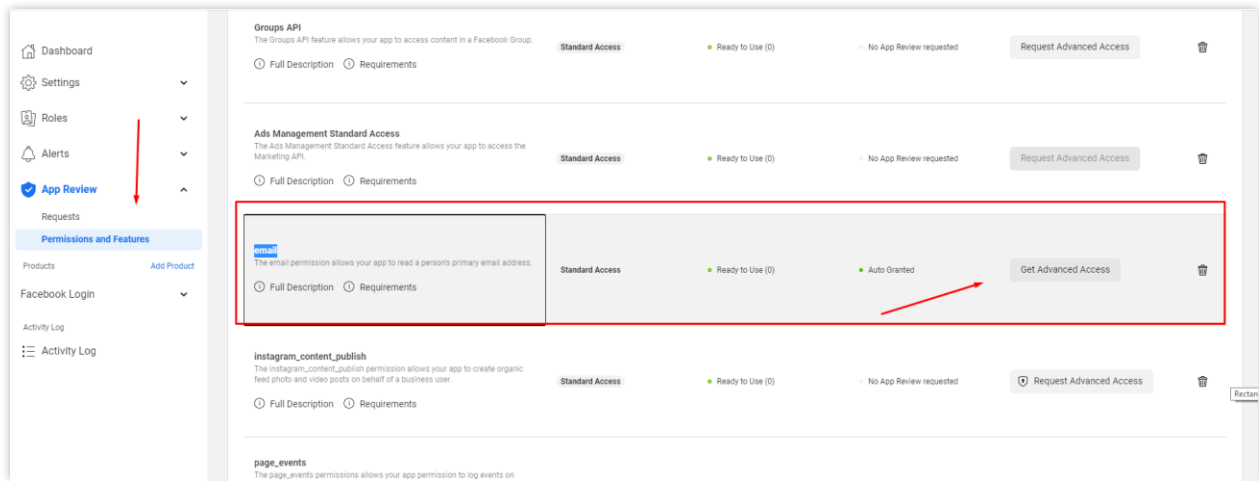 Dashboard
Settings
Roles
Alerts
App Review
Requests
Permissions and Features
Products Add Product
Facebook Login
Activity Log
Activity Log
Groups API
The Groups API feature allows your app to access content in a Facebook Group.
Full Description Requirements
Standard Access
Ready to Use (0)
No App Review requested
Request Advanced Access
Ads Management Standard Access
The Ads Management Standard Access feature allows your app to access the
Marketing API.
Full Description Requirements
Standard Access
Ready to Use (0)
No App Review requested
Request Advanced Access
email
The email permission allows your app to read a person's primary email address.
Full Description Requirements
Standard Access
Ready to Use (0)
Auto Granted
Get Advanced Access
instagram_content_publish
The instagram_content_publish permission allows your app to create organic
feed photo and video posts on behalf of a business user.
Full Description Requirements
Standard Access
Ready to Use (0)
No App Review requested
Request Advanced Access
Rectan
page_events
The page_events permissions allows your app permission to log events on